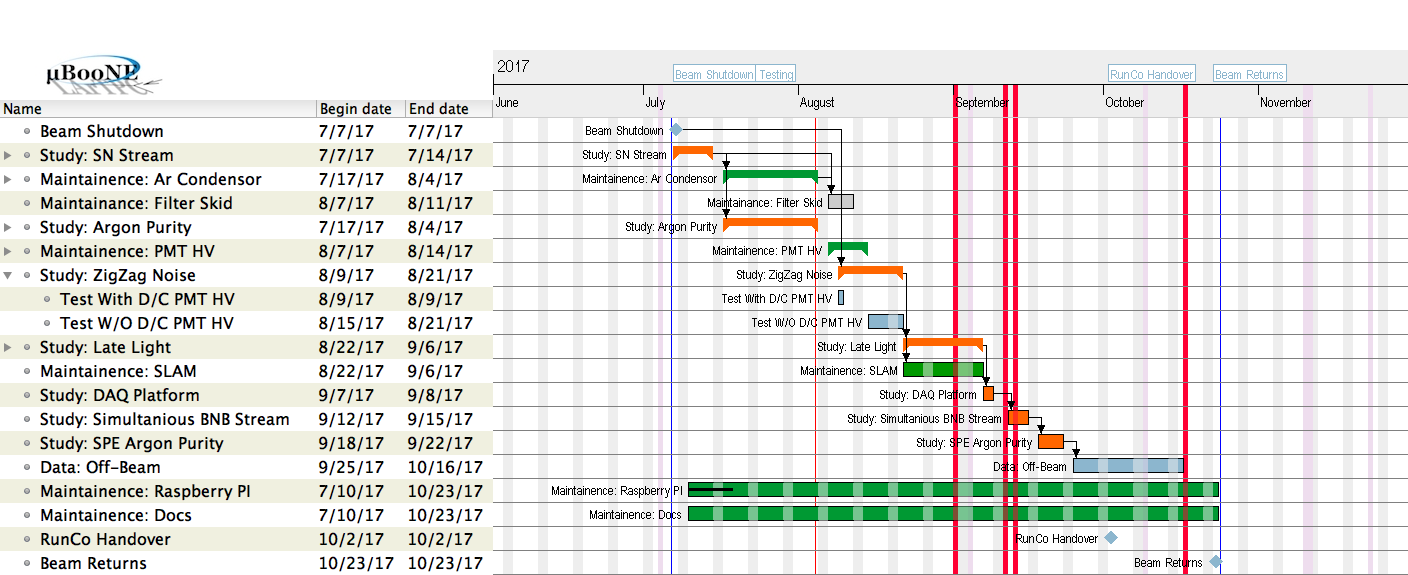 µBooNE
LArTPC
2017
Beam Shutdown Testing RunCo Handover Beam Returns
Name Begin date End date June July August September October November
Beam Shutdown 7/7/17 7/7/17 Beam Shutdown
Study: SN Stream 7/7/17 7/14/17 Study: SN Stream
Maintainence: Ar Condensor 7/17/17 8/4/17 Maintainence: Ar Condensor
Maintainance: Filter Skid 8/7/17 8/11/17 Maintainance: Filter Skid
Study: Argon Purity 7/17/17 8/4/17 Study: Argon Purity
Maintainence: PMT HV 8/7/17 8/14/17 Maintainence: PMT HV
Study: ZigZag Noise 8/9/17 8/21/17 Study: ZigZag Noise
Test With D/C PMT HV 8/9/17 8/9/17 Test With D/C PMT HV
Test W/O D/C PMT HV 8/15/17 8/21/17 Test W/O D/C PMT HV
Study: Late Light 8/22/17 9/6/17 Study: Late Light
Maintainence: SLAM 8/22/17 9/6/17 Maintainence: SLAM
Study: DAQ Platform 9/7/17 9/8/17 Study: DAQ Platform
Study: Simultanious BNB Stream 9/12/17 9/15/17 Study: Simultanious BNB Stream
Study: SPE Argon Purity 9/18/17 9/22/17 Study: SPE Argon Purity
Data: Off-Beam 9/25/17 10/16/17 Data: Off-Beam
Maintainence: Raspberry PI 7/10/17 10/23/17 Maintainence: Raspberry PI
Maintainence: Docs 7/10/17 10/23/17 Maintainence: Docs
RunCo Handover 10/2/17 10/2/17 RunCo Handover
Beam Returns 10/23/17 10/23/17 Beam Returns